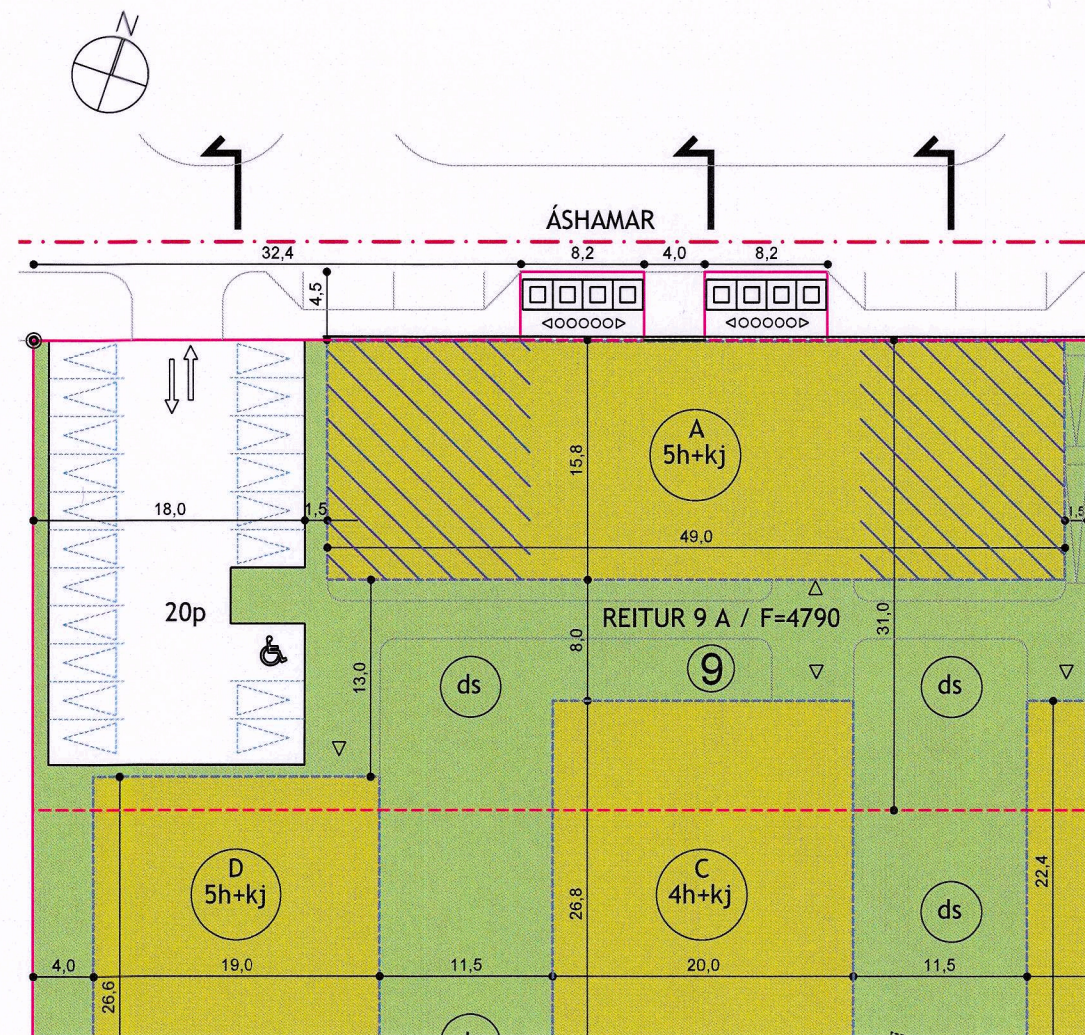 N
ÁSHAMAR
32,4
8,2
4,0
8,2
4,5
A
5h+kj
15,8
18,0
1,5
1,5
49,0
20p
REITUR 9 A / F=4790
8,0
31,0
13,0
9
ds
ds
D
5h+kj
C
4h+kj
22,4
26,8
ds
4,0
19,0
11,5
20,0
11,5
26,6